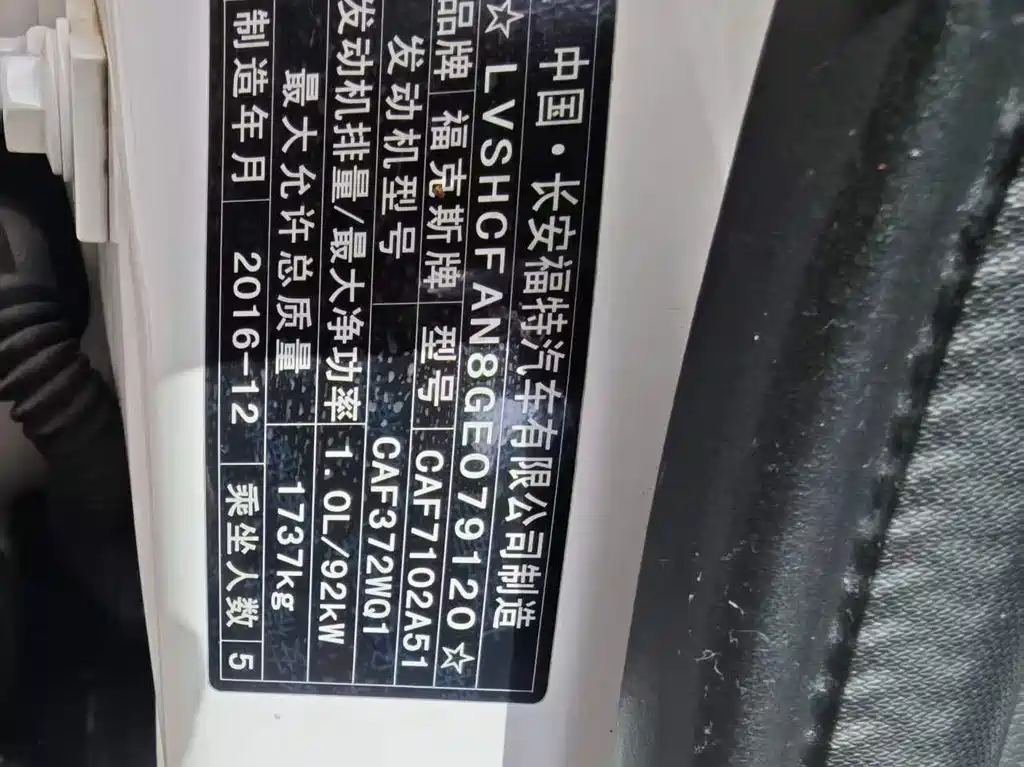 中国·长安福特汽车有限公司制造
☆LVSHCFAN8GE079120☆
品牌 福克斯牌 型号 CAF7102A51
发动机型号 CAF372WQ1
发动机排量/最大净功率 1.0L/92kW
最大允许总质量 1737kg
制造年月 2016-12 乘坐人数 5